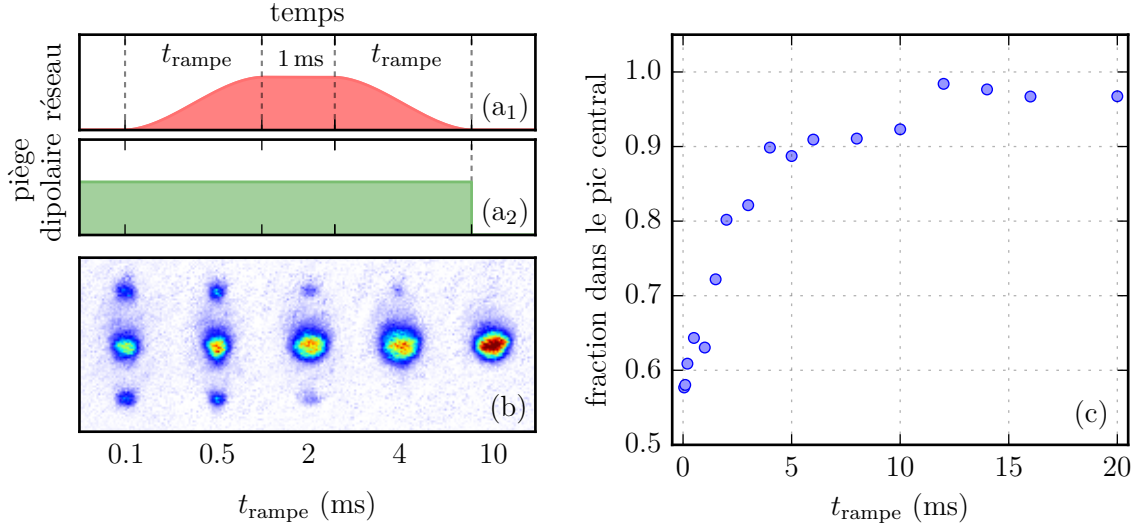 temps
réseau
t_rampe
1 ms
t_rampe
(a₁)
piège
dipolaire
(a₂)
(b)
0.1 0.5 2 4 10
t_rampe (ms)
fraction dans le pic central
1.0
0.9
0.8
0.7
0.6
0.5
(c)
0 5 10 15 20
t_rampe (ms)